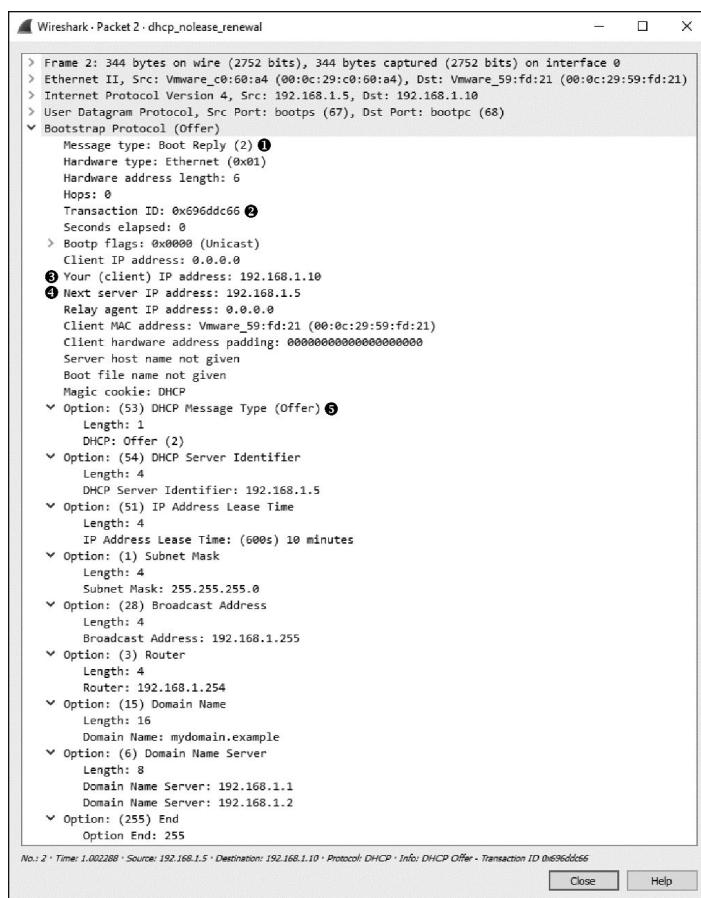 Wireshark · Packet 2 · dhcp_nolease_renewal
> Frame 2: 344 bytes on wire (2752 bits), 344 bytes captured (2752 bits) on interface 0
> Ethernet II, Src: Vmware_c0:60:a4 (00:0c:29:c0:60:a4), Dst: Vmware_59:fd:21 (00:0c:29:59:fd:21)
> Internet Protocol Version 4, Src: 192.168.1.5, Dst: 192.168.1.10
> User Datagram Protocol, Src Port: bootps (67), Dst Port: bootpc (68)
Bootstrap Protocol (Offer)
Message type: Boot Reply (2) ❶
Hardware type: Ethernet (0x01)
Hardware address length: 6
Hops: 0
Transaction ID: 0x696ddc66 ❷
Seconds elapsed: 0
> Bootp flags: 0x0000 (Unicast)
Client IP address: 0.0.0.0
❸ Your (client) IP address: 192.168.1.10
❹ Next server IP address: 192.168.1.5
Relay agent IP address: 0.0.0.0
Client MAC address: Vmware_59:fd:21 (00:0c:29:59:fd:21)
Client hardware address padding: 00000000000000000000
Server host name not given
Boot file name not given
Magic cookie: DHCP
Option: (53) DHCP Message Type (Offer) ❺
Length: 1
DHCP: Offer (2)
Option: (54) DHCP Server Identifier
Length: 4
DHCP Server Identifier: 192.168.1.5
Option: (51) IP Address Lease Time
Length: 4
IP Address Lease Time: (600s) 10 minutes
Option: (1) Subnet Mask
Length: 4
Subnet Mask: 255.255.255.0
Option: (28) Broadcast Address
Length: 4
Broadcast Address: 192.168.1.255
Option: (3) Router
Length: 4
Router: 192.168.1.254
Option: (15) Domain Name
Length: 16
Domain Name: mydomain.example
Option: (6) Domain Name Server
Length: 8
Domain Name Server: 192.168.1.1
Domain Name Server: 192.168.1.2
Option: (255) End
Option End: 255
No.: 2 · Time: 1.002288 · Source: 192.168.1.5 · Destination: 192.168.1.10 · Protocol: DHCP · Info: DHCP Offer - Transaction ID 0x696ddc66
Close Help